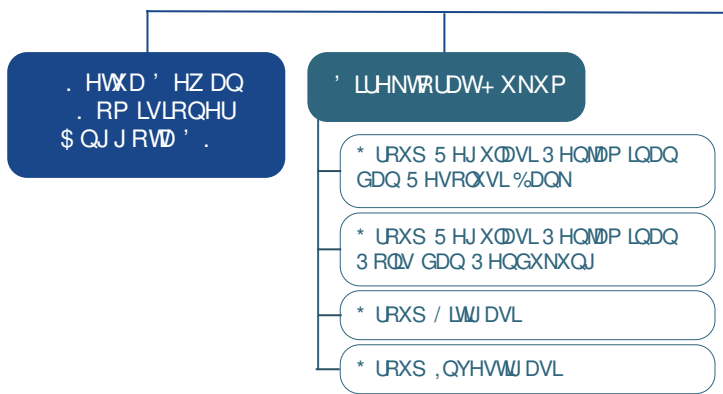 . HWXD ' HZ DQ
. RP LVLRQHU
$ QJ J RWD ' .
' LUHNWRUDW + XNXP
* URXS 5 HJ XODVL 3 HQMDP LQDQ
GDQ 5 HVROXVL %DQN
* URXS 5 HJ XODVL 3 HQMDP LQDQ
3 ROLV GDQ 3 HQGXNXQJ
* URXS / LWLJ DVL
* URXS , QYHVWLJ DVL